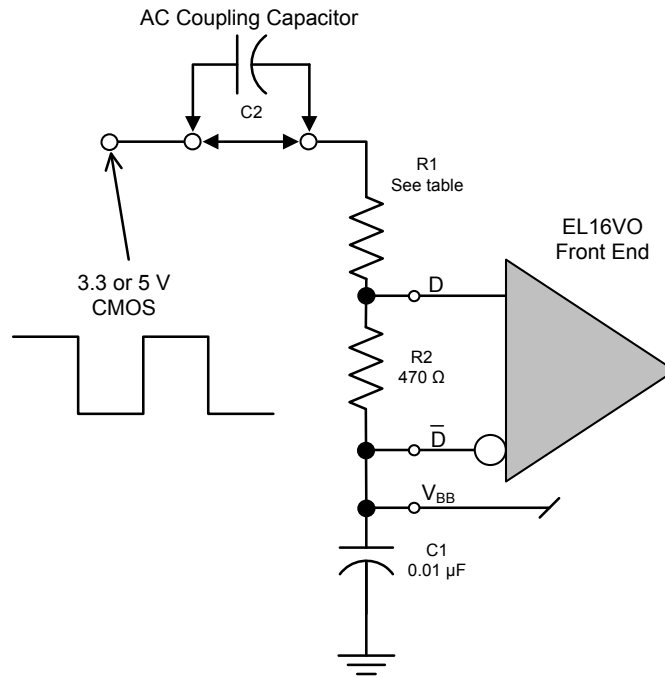 AC Coupling Capacitor
C2
R1
See table
EL16VO
Front End
3.3 or 5 V
CMOS
D
R2
470 Ω
D̅
V_BB
C1
0.01 µF